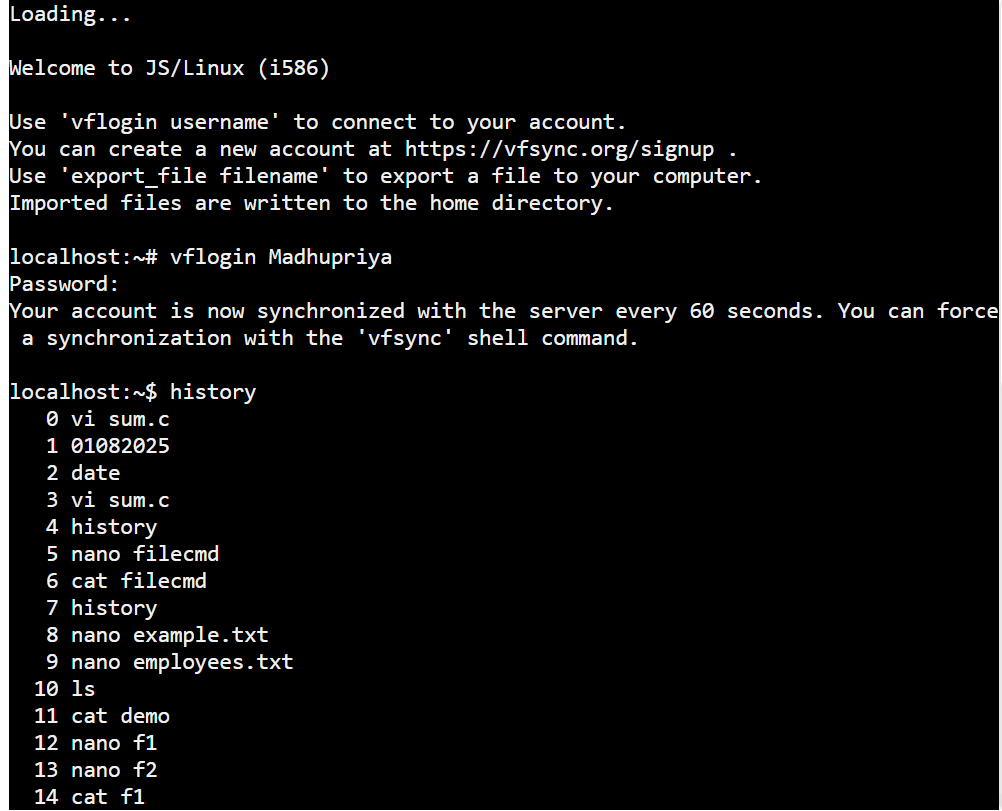 Loading...
Welcome to JS/Linux (i586)
Use 'vflogin username' to connect to your account.
You can create a new account at https://vfsync.org/signup .
Use 'export_file filename' to export a file to your computer.
Imported files are written to the home directory.
localhost:~# vflogin Madhupriya
Password:
Your account is now synchronized with the server every 60 seconds. You can force
 a synchronization with the 'vfsync' shell command.
localhost:~$ history
   0 vi sum.c
   1 01082025
   2 date
   3 vi sum.c
   4 history
   5 nano filecmd
   6 cat filecmd
   7 history
   8 nano example.txt
   9 nano employees.txt
  10 ls
  11 cat demo
  12 nano f1
  13 nano f2
  14 cat f1